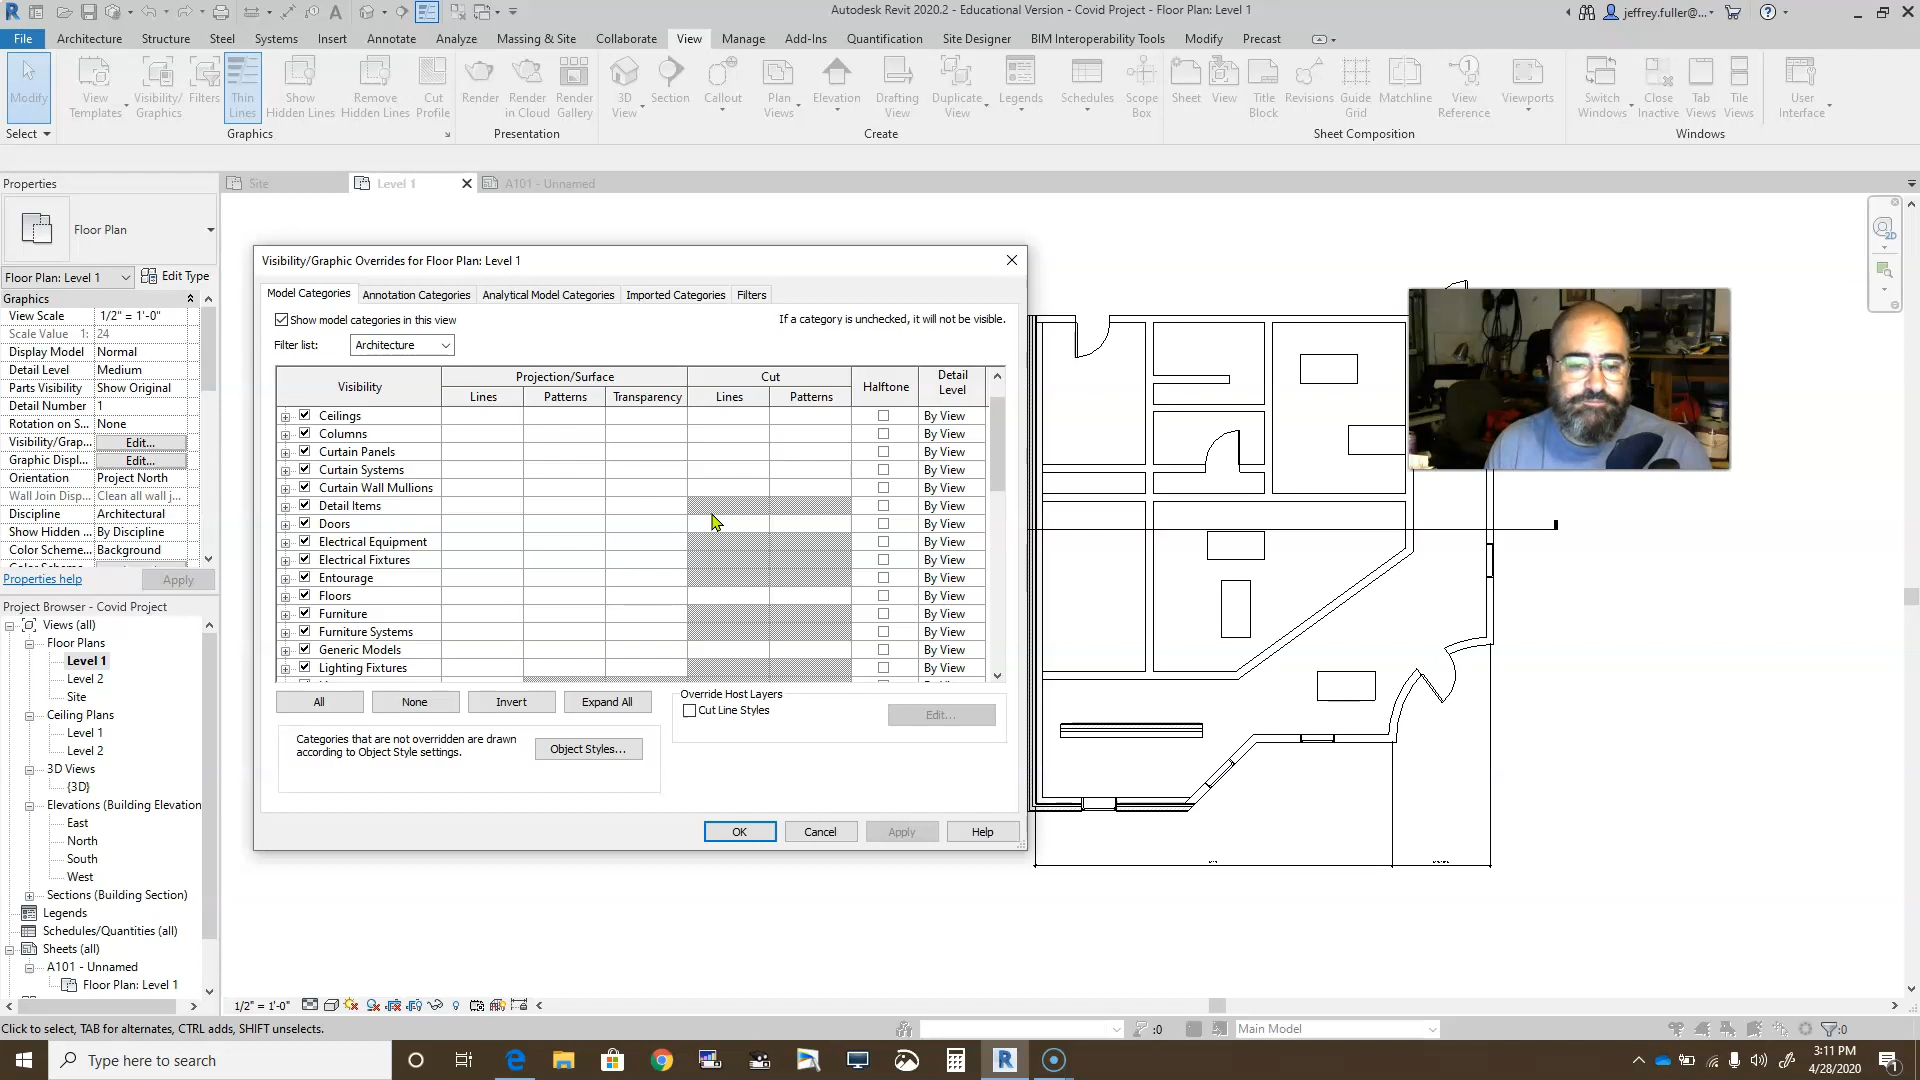 Autodesk Revit 2020.2 - Educational Version - Covid Project - Floor Plan: Level 1
jeffrey.fuller@...
File Architecture Structure Steel Systems Insert Annotate Analyze Massing & Site Collaborate View Manage Add-Ins Quantification Site Designer BIM Interoperability Tools Modify Precast
Modify
View Templates
Visibility/ Graphics
Filters
Thin Lines
Show Hidden Lines
Remove Hidden Lines
Cut Profile
Render
Render in Cloud
Render Gallery
3D View
Section
Callout
Plan Views
Elevation
Drafting View
Duplicate View
Legends
Schedules
Scope Box
Sheet
View
Title Block
Revisions
Guide Grid
Matchline
View Reference
Viewports
Switch Windows
Close Inactive
Tab Views
Tile Views
User Interface
Select Graphics Presentation Create Sheet Composition Windows
Properties
Site Level 1 A101 - Unnamed
Floor Plan
Floor Plan: Level 1 Edit Type
Graphics
View Scale 1/2" = 1'-0"
Scale Value 1: 24
Display Model Normal
Detail Level Medium
Parts Visibility Show Original
Detail Number 1
Rotation on S... None
Visibility/Grap... Edit...
Graphic Displ... Edit...
Orientation Project North
Wall Join Disp... Clean all wall j...
Discipline Architectural
Show Hidden ... By Discipline
Color Scheme... Background
Properties help Apply
Project Browser - Covid Project
Views (all)
Floor Plans
Level 1
Level 2
Site
Ceiling Plans
Level 1
Level 2
3D Views
{3D}
Elevations (Building Elevation
East
North
South
West
Sections (Building Section)
Legends
Schedules/Quantities (all)
Sheets (all)
A101 - Unnamed
Floor Plan: Level 1
Visibility/Graphic Overrides for Floor Plan: Level 1
Model Categories Annotation Categories Analytical Model Categories Imported Categories Filters
Show model categories in this view
If a category is unchecked, it will not be visible.
Filter list: Architecture
Visibility Projection/Surface Cut Halftone Detail Level
Lines Patterns Transparency Lines Patterns
Ceilings By View
Columns By View
Curtain Panels By View
Curtain Systems By View
Curtain Wall Mullions By View
Detail Items By View
Doors By View
Electrical Equipment By View
Electrical Fixtures By View
Entourage By View
Floors By View
Furniture By View
Furniture Systems By View
Generic Models By View
Lighting Fixtures By View
All None Invert Expand All
Override Host Layers
Cut Line Styles Edit...
Categories that are not overridden are drawn
according to Object Style settings.
Object Styles...
OK Cancel Apply Help
1/2" = 1'-0"
Click to select, TAB for alternates, CTRL adds, SHIFT unselects.
:0 Main Model :0
Type here to search
3:11 PM
4/28/2020
1